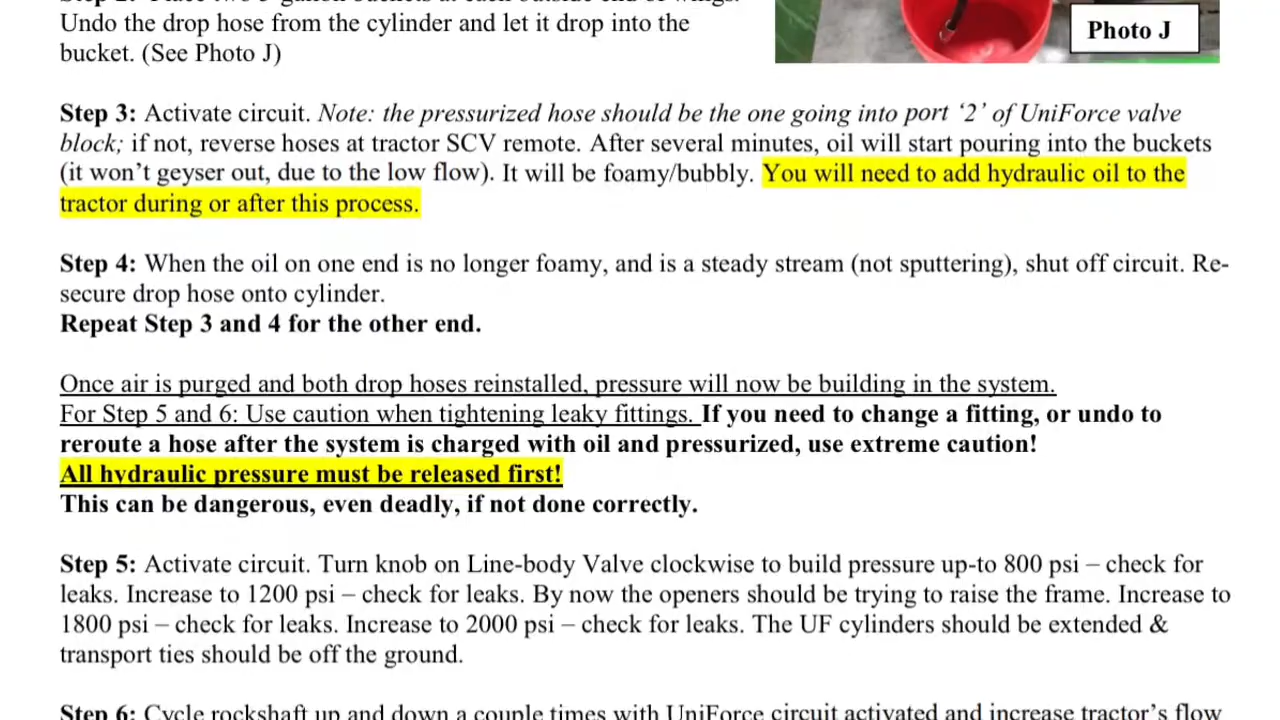 Undo the drop hose from the cylinder and let it drop into the
bucket. (See Photo J)
Photo J
Step 3: Activate circuit. Note: the pressurized hose should be the one going into port ‘2’ of UniForce valve
block; if not, reverse hoses at tractor SCV remote. After several minutes, oil will start pouring into the buckets
(it won’t geyser out, due to the low flow). It will be foamy/bubbly. You will need to add hydraulic oil to the
tractor during or after this process.
Step 4: When the oil on one end is no longer foamy, and is a steady stream (not sputtering), shut off circuit. Re-
secure drop hose onto cylinder.
Repeat Step 3 and 4 for the other end.
Once air is purged and both drop hoses reinstalled, pressure will now be building in the system.
For Step 5 and 6: Use caution when tightening leaky fittings. If you need to change a fitting, or undo to
reroute a hose after the system is charged with oil and pressurized, use extreme caution!
All hydraulic pressure must be released first!
This can be dangerous, even deadly, if not done correctly.
Step 5: Activate circuit. Turn knob on Line-body Valve clockwise to build pressure up-to 800 psi – check for
leaks. Increase to 1200 psi – check for leaks. By now the openers should be trying to raise the frame. Increase to
1800 psi – check for leaks. Increase to 2000 psi – check for leaks. The UF cylinders should be extended &
transport ties should be off the ground.
Step 6: Cycle rockshaft up and down a couple times with UniForce circuit activated and increase tractor’s flow